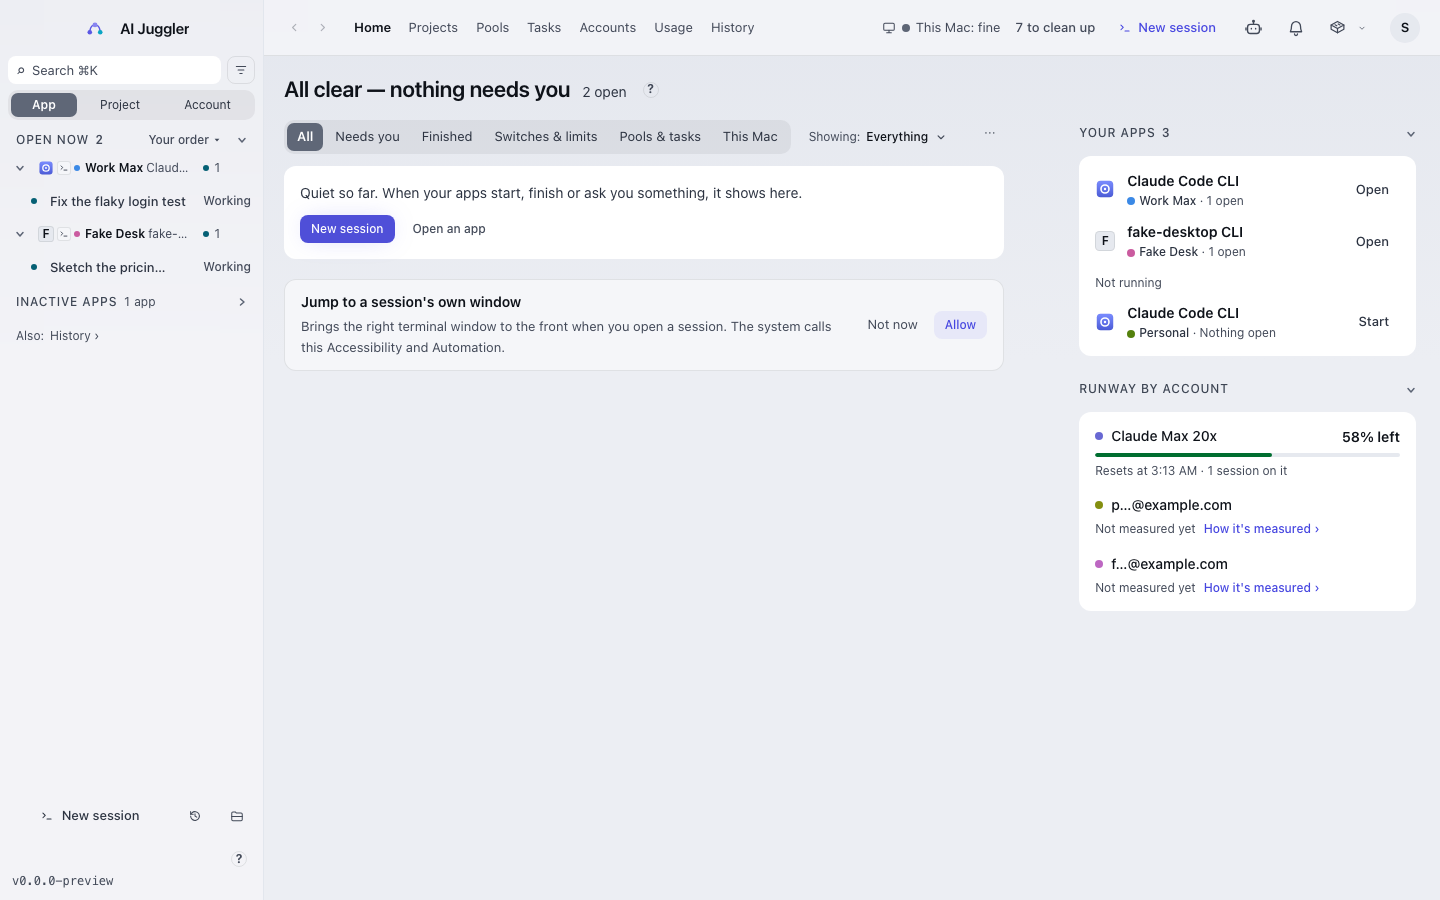 AI Juggler
Search ⌘K
App Project Account
OPEN NOW 2 Your order
Work Max Claud... 1
Fix the flaky login test Working
F Fake Desk fake-... 1
Sketch the pricin... Working
INACTIVE APPS 1 app
Also: History ›
New session
?
v0.0.0-preview
Home Projects Pools Tasks Accounts Usage History
This Mac: fine 7 to clean up New session S
All clear — nothing needs you 2 open ?
All Needs you Finished Switches & limits Pools & tasks This Mac Showing: Everything ...
Quiet so far. When your apps start, finish or ask you something, it shows here.
New session Open an app
Jump to a session's own window
Brings the right terminal window to the front when you open a session. The system calls
this Accessibility and Automation.
Not now Allow
YOUR APPS 3
Claude Code CLI
Work Max · 1 open
Open
F fake-desktop CLI
Fake Desk · 1 open
Open
Not running
Claude Code CLI
Personal · Nothing open
Start
RUNWAY BY ACCOUNT
Claude Max 20x 58% left
Resets at 3:13 AM · 1 session on it
p...@example.com
Not measured yet How it's measured ›
f...@example.com
Not measured yet How it's measured ›